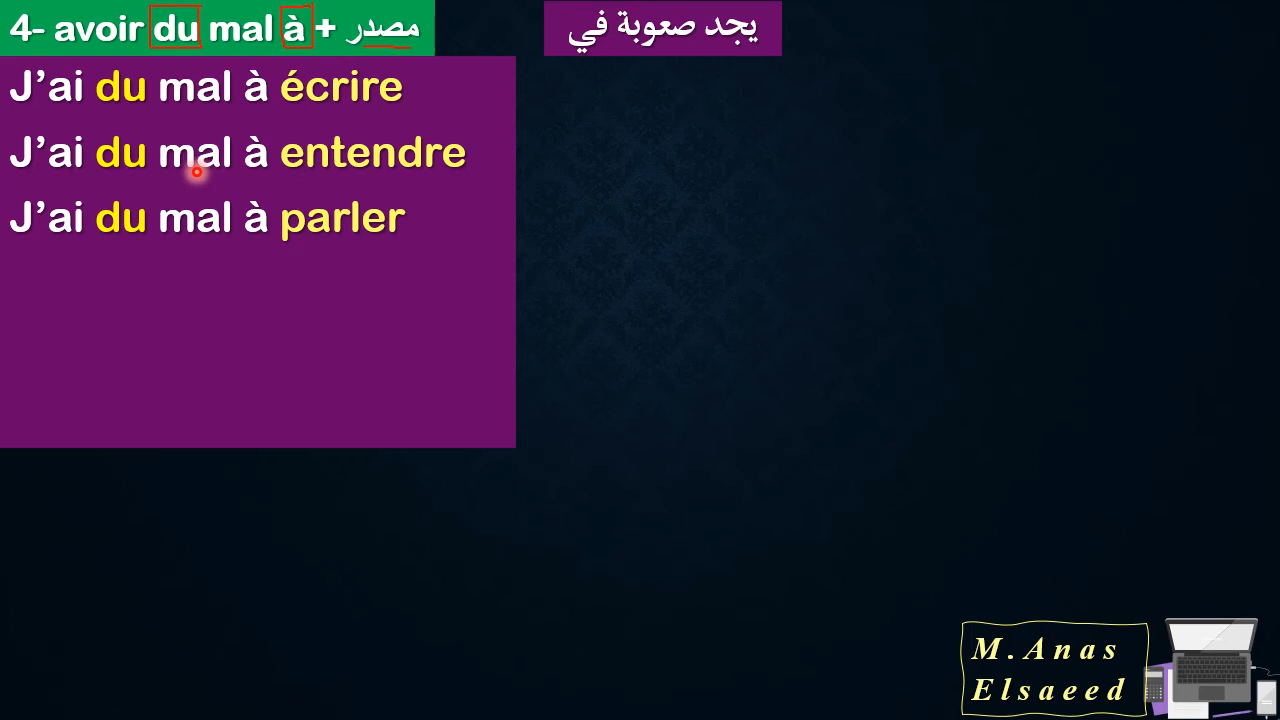 4- avoir du mal à + مصدر
يجد صعوبة في
J’ai du mal à écrire
J’ai du mal à entendre
J’ai du mal à parler
M.Anas
Elsaeed